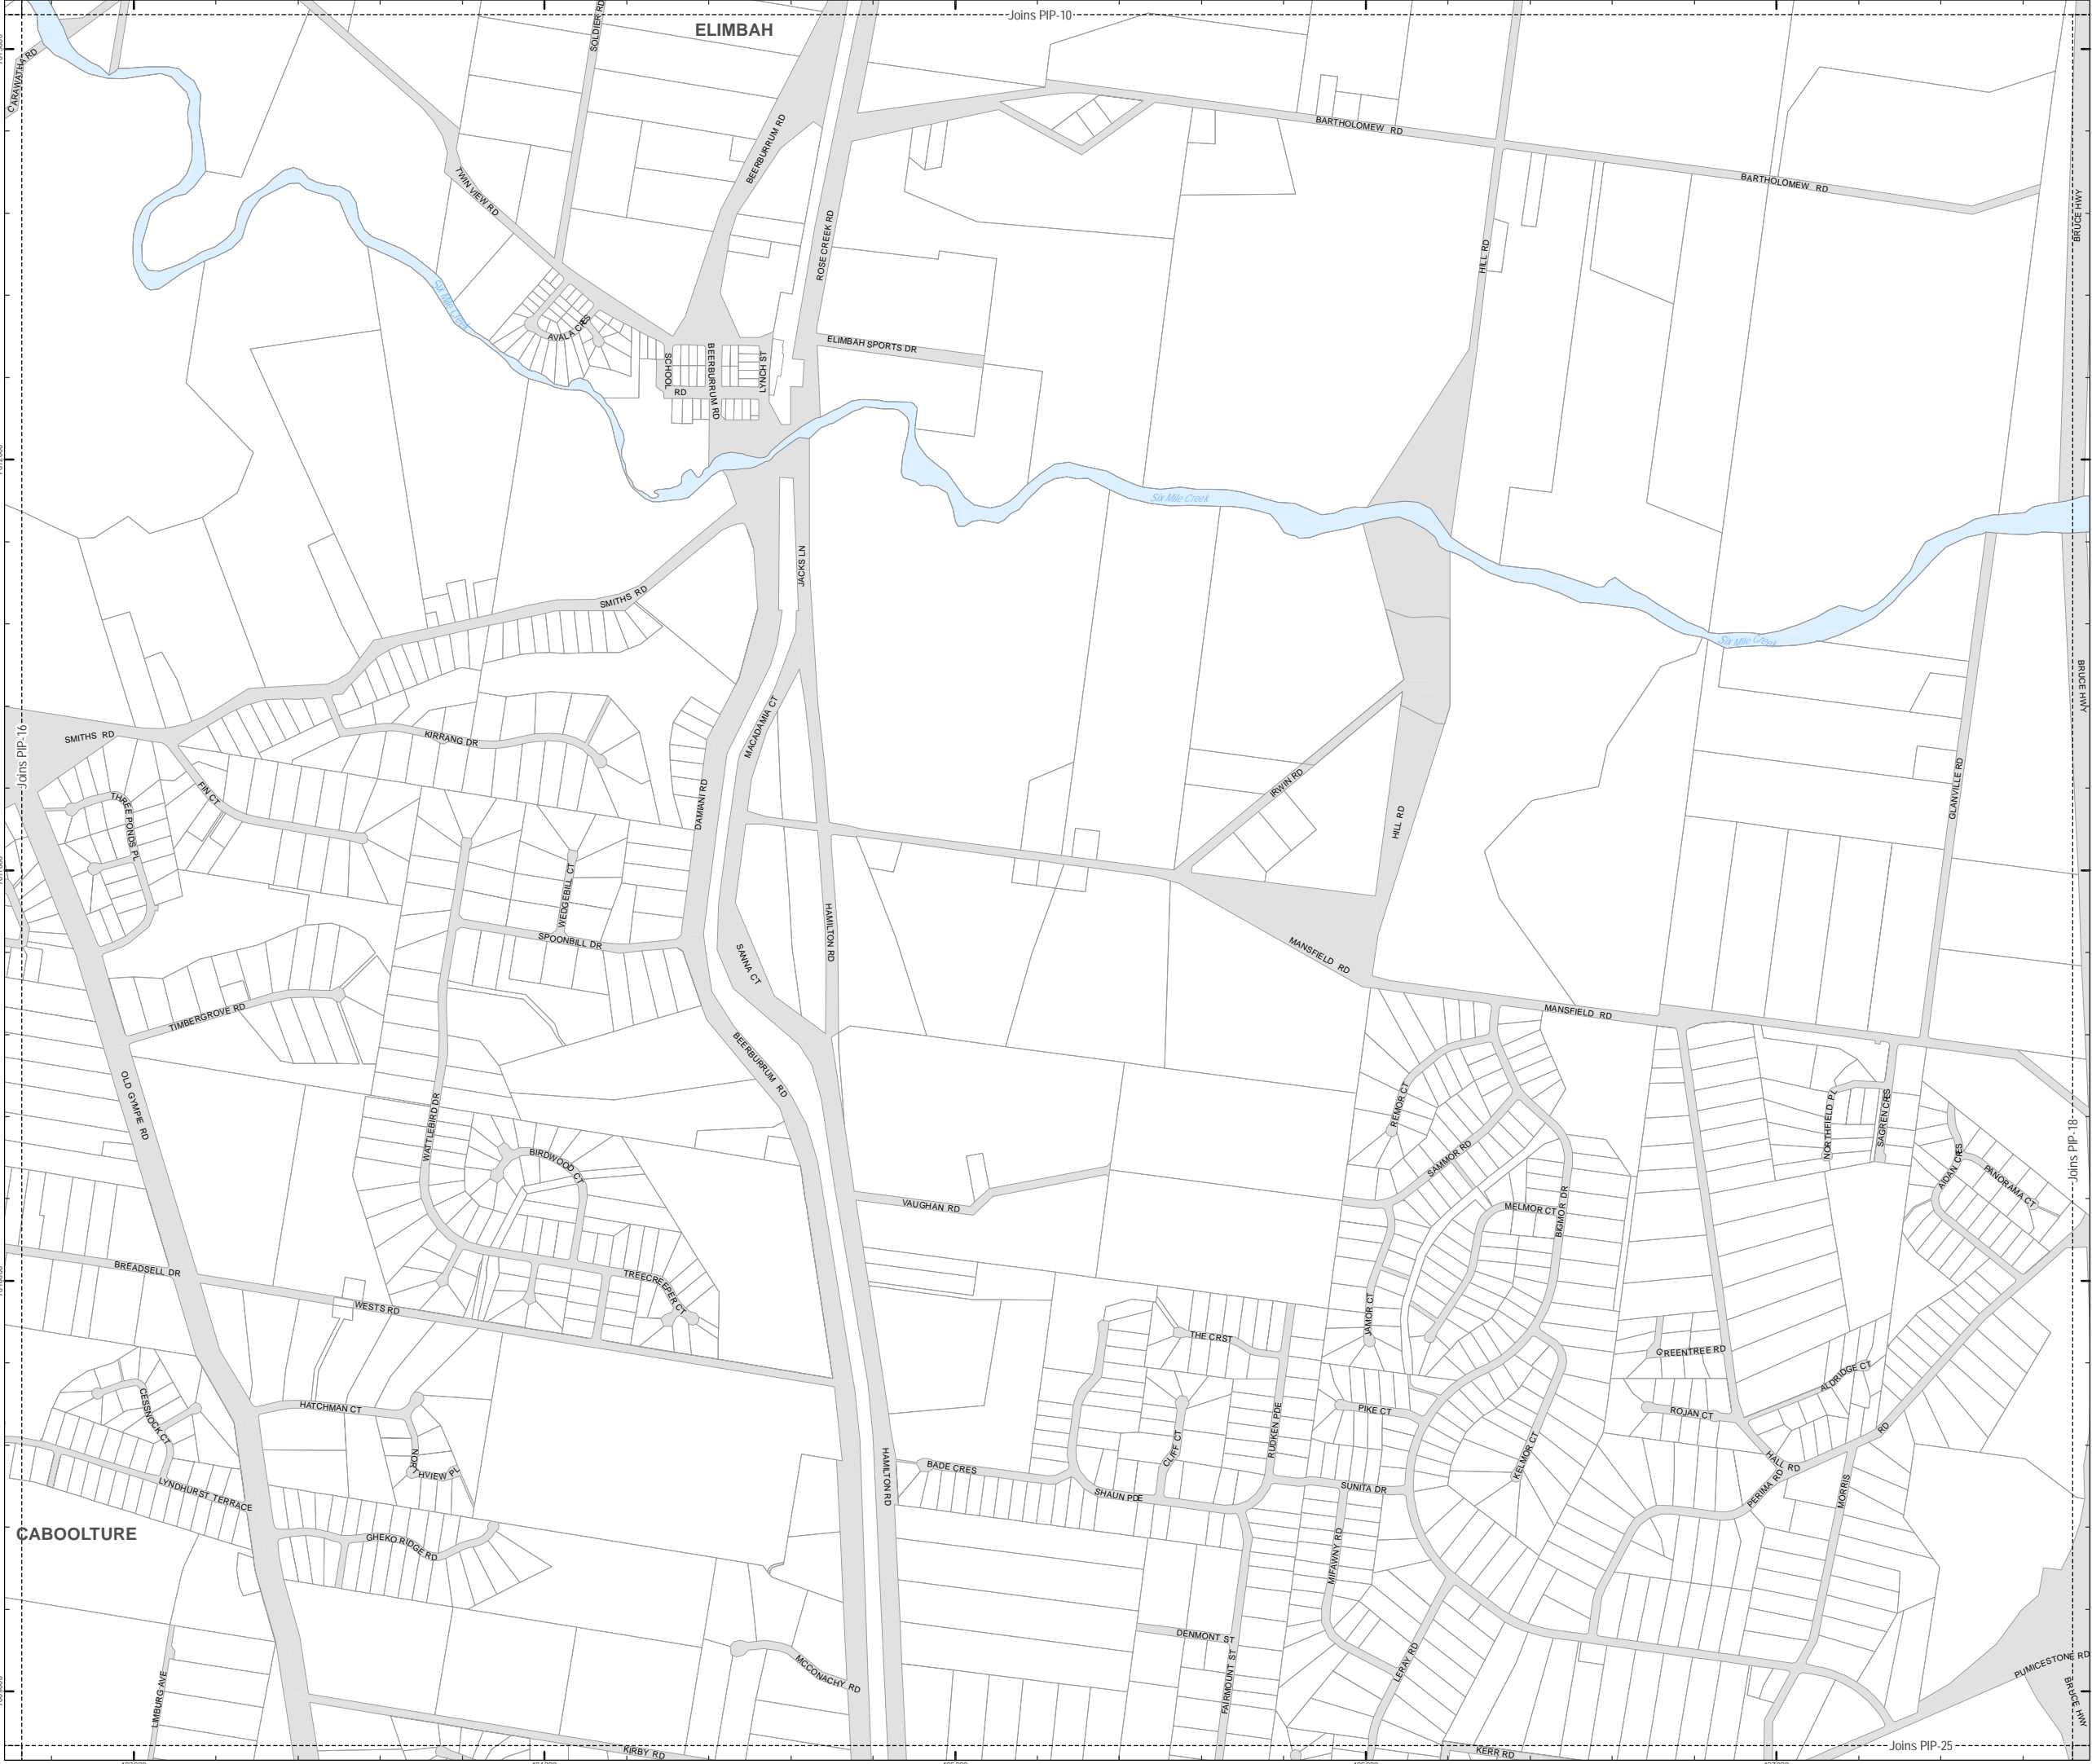 Joins PIP-10
ELIMBAH
SOLDIER RD
CARAWATHA RD
BARTHOLOMEW RD
BARTHOLOMEW RD
BEERBURRUM RD
TWIN VIEW RD
ROSE CREEK RD
HILL RD
BRUCE HWY
Six Mile Creek
AVALA CRES
ELIMBAH SPORTS DR
SCHOOL
RD
BEERBURRUM RD
LYNCH ST
Six Mile Creek
JACKS LN
SMITHS RD
Six Mile Creek
BRUCE HWY
Joins PIP-16
SMITHS RD
KIRRANG DR
MACADAMIA CT
IRWIN RD
GLANVILLE RD
FIN CT
THREE PONDS PL
DAMIANI RD
HILL RD
WEDGEBILL CT
SPOONBILL DR
HAMILTON RD
SANNA CT
MANSFIELD RD
MANSFIELD RD
TIMBERGROVE RD
BEERBURRUM RD
OLD GYMPIE RD
WATTLEBIRD DR
REMOR CT
SAMMOR RD
NORTHFIELD PL
SAGREN CRES
AIDAN CRES
PANORAMA CT
Joins PIP-18
BIRDWOOD CT
VAUGHAN RD
MELMOR CT
BIGMOR DR
BREADSELL DR
TREECREEPER CT
WESTS RD
JAMOR CT
THE CRST
GREENTREE RD
ALDRIDGE CT
CESSNOCK CT
HATCHMAN CT
PIKE CT
ROJAN CT
RUDKEN PDE
CLIFF CT
KELMOR CT
RD
HALL RD
NOR
THVIEW PL
HAMILTON RD
BADE CRES
SHAUN PDE
SUNITA DR
PERIMA RD
MORRIS
LYNDHURST TERRACE
CABOOLTURE
GHEKO RIDGE RD
MIFAWNY RD
DENMONT ST
FAIRMOUNT ST
LERAY RD
MCCONACHY RD
LIMBURG AVE
PUMICESTONE RD
BRUCE HWY
KIRBY RD
KERR RD
Joins PIP-25